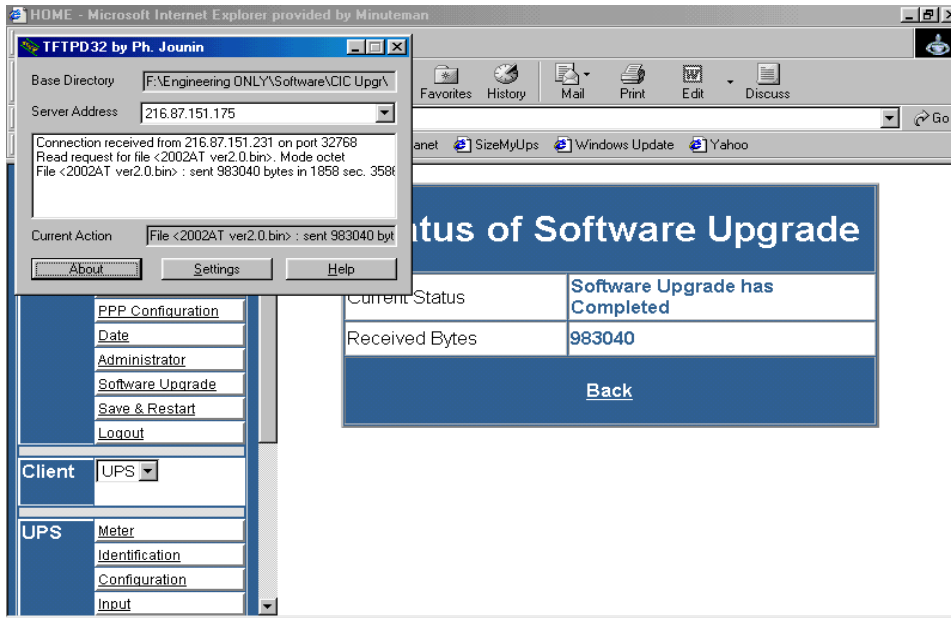 HOME - Microsoft Internet Explorer provided by Minuteman
TFTPD32 by Ph. Jounin
Base Directory F:\Engineering ONLY\Software\CIC Upgr\
Server Address 216.87.151.175
Connection received from 216.87.151.231 on port 32768
Read request for file <2002AT ver2.0.bin>. Mode octet
File <2002AT ver2.0.bin> : sent 983040 bytes in 1858 sec. 3586
Current Action File <2002AT ver2.0.bin> : sent 983040 byt
About Settings Help
Favorites History Mail Print Edit Discuss
Go
anet SizeMyUps Windows Update Yahoo
tus of Software Upgrade
Current Status Software Upgrade has
Completed
Received Bytes 983040
Back
PPP Configuration
Date
Administrator
Software Upgrade
Save & Restart
Logout
Client UPS
UPS Meter
Identification
Configuration
Input